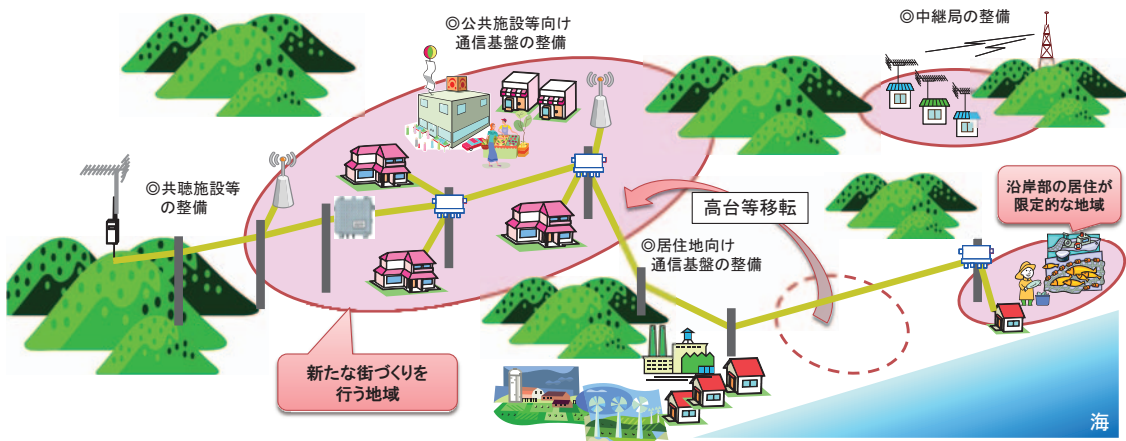 ◎公共施設等向け
通信基盤の整備
◎中継局の整備
◎共聴施設等
の整備
沿岸部の居住が
限定的な地域
高台等移転
◎居住地向け
通信基盤の整備
新たな街づくりを
行う地域
海